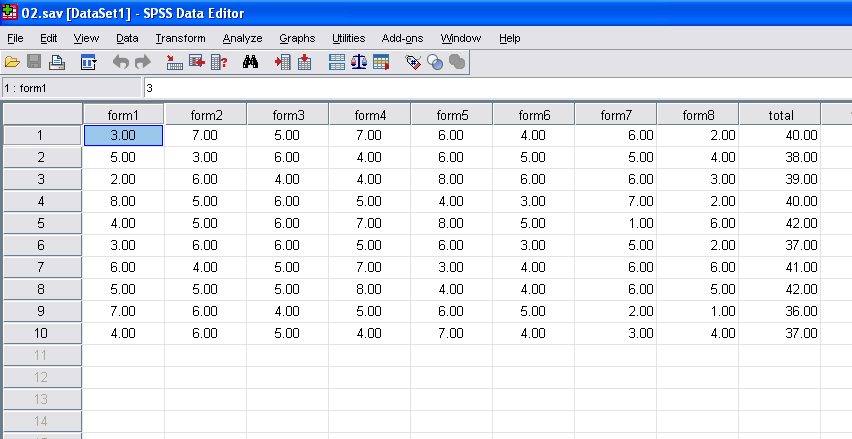 02.sav [DataSet1] - SPSS Data Editor
File Edit View Data Transform Analyze Graphs Utilities Add-ons Window Help
1 : form1 3
form1 form2 form3 form4 form5 form6 form7 form8 total
1 3.00 7.00 5.00 7.00 6.00 4.00 6.00 2.00 40.00
2 5.00 3.00 6.00 4.00 6.00 5.00 5.00 4.00 38.00
3 2.00 6.00 4.00 4.00 8.00 6.00 6.00 3.00 39.00
4 8.00 5.00 6.00 5.00 4.00 3.00 7.00 2.00 40.00
5 4.00 5.00 6.00 7.00 8.00 5.00 1.00 6.00 42.00
6 3.00 6.00 6.00 5.00 6.00 3.00 5.00 2.00 37.00
7 6.00 4.00 5.00 7.00 3.00 4.00 6.00 6.00 41.00
8 5.00 5.00 5.00 8.00 4.00 4.00 6.00 5.00 42.00
9 7.00 6.00 4.00 5.00 6.00 5.00 2.00 1.00 36.00
10 4.00 6.00 5.00 4.00 7.00 4.00 3.00 4.00 37.00
11
12
13
14